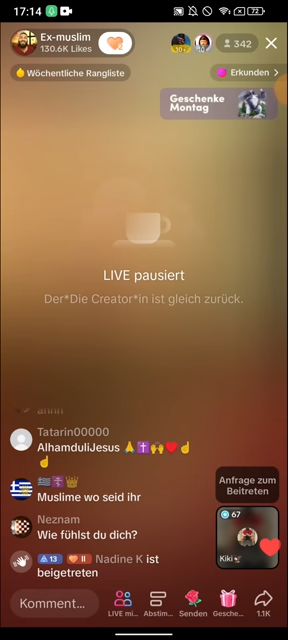 17:14
72
Ex-muslim
130.6K Likes
342
Wöchentliche Rangliste
Erkunden >
Geschenke
Montag
LIVE pausiert
Der*Die Creator*in ist gleich zurück.
Tatarin00000
AlhamduliJesus 🙏✝️🙌❤️☝️
☝️
Muslime wo seid ihr
Neznam
Wie fühlst du dich?
13 II Nadine K ist
beigetreten
Anfrage zum
Beitreten
67
Kiki
Komment...
LIVE mi...
Abstim...
Senden
Gesche...
1.1K